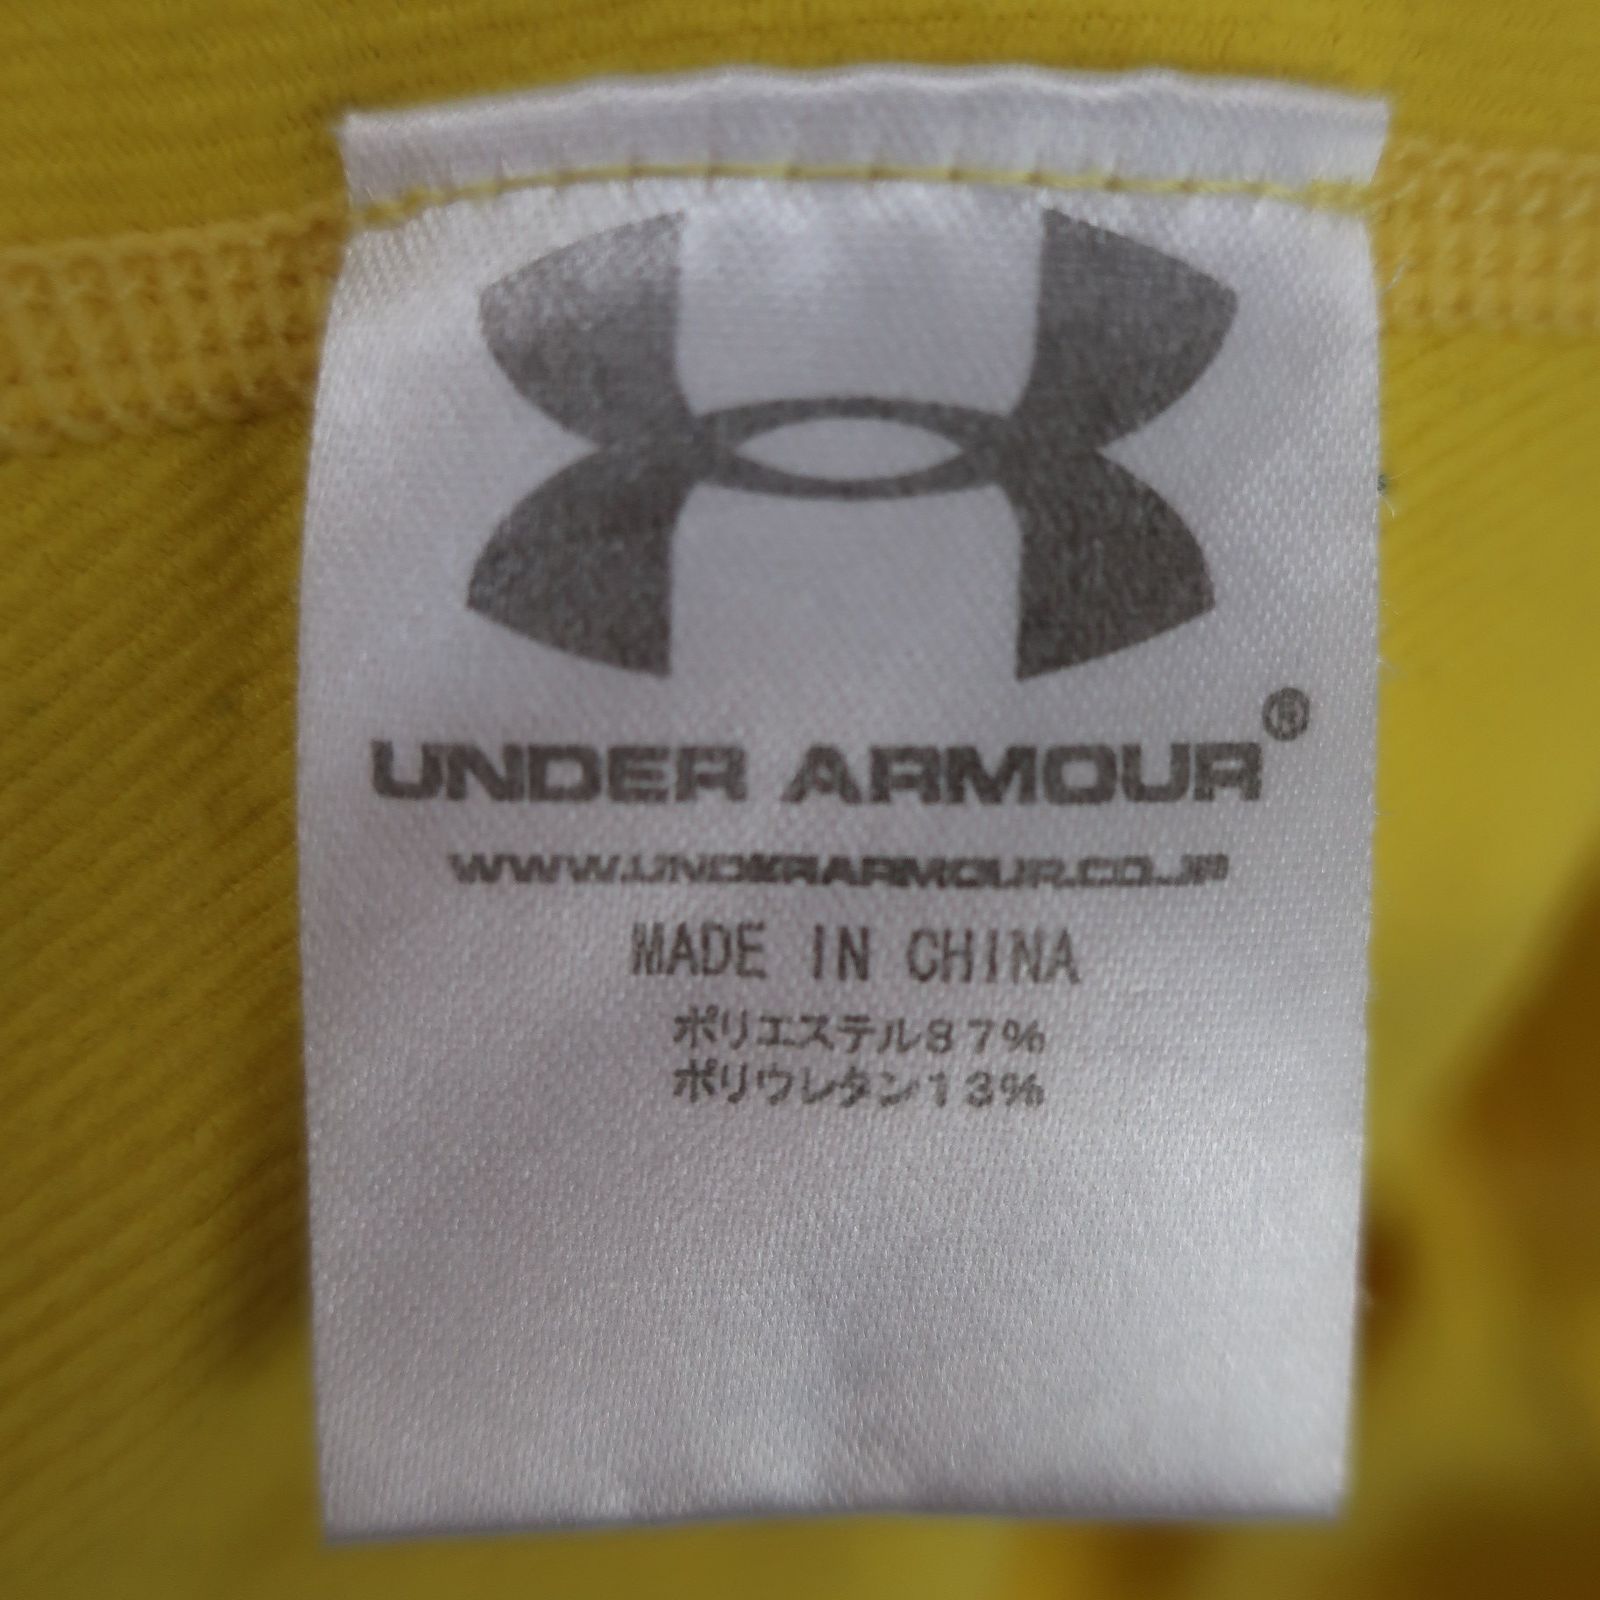 UNDER ARMOUR®
WWW.UNDERARMOUR.CO.JP
MADE IN CHINA
ポリエステル87%
ポリウレタン13%